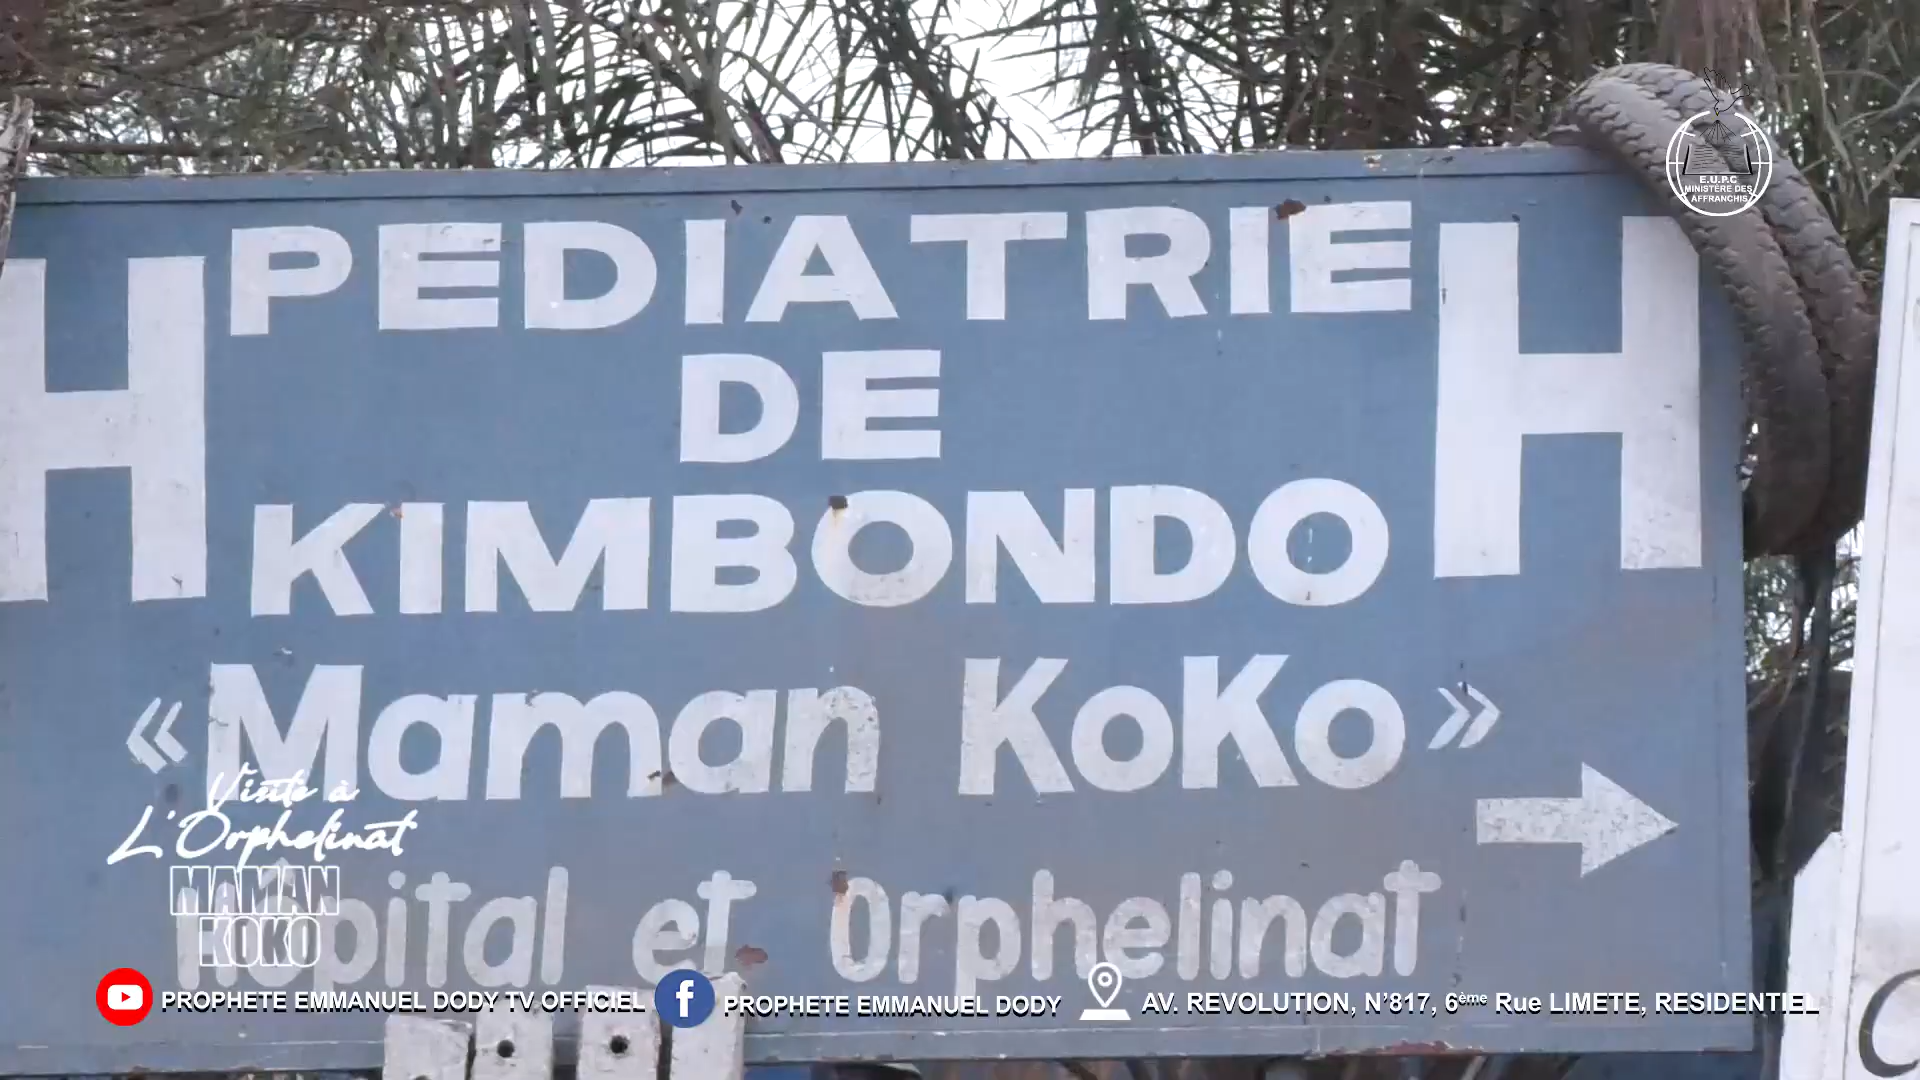 E.U.P.C
MINISTÈRE DES
AFFRANCHIS
H PEDIATRIE H
DE
KIMBONDO
« Maman KoKo »
Hôpital et Orphelinat
Visite à
L'Orphelinat
MAMAN
KOKO
PROPHETE EMMANUEL DODY TV OFFICIEL
PROPHETE EMMANUEL DODY
AV. REVOLUTION, N°817, 6ème Rue LIMETE, RESIDENTIEL